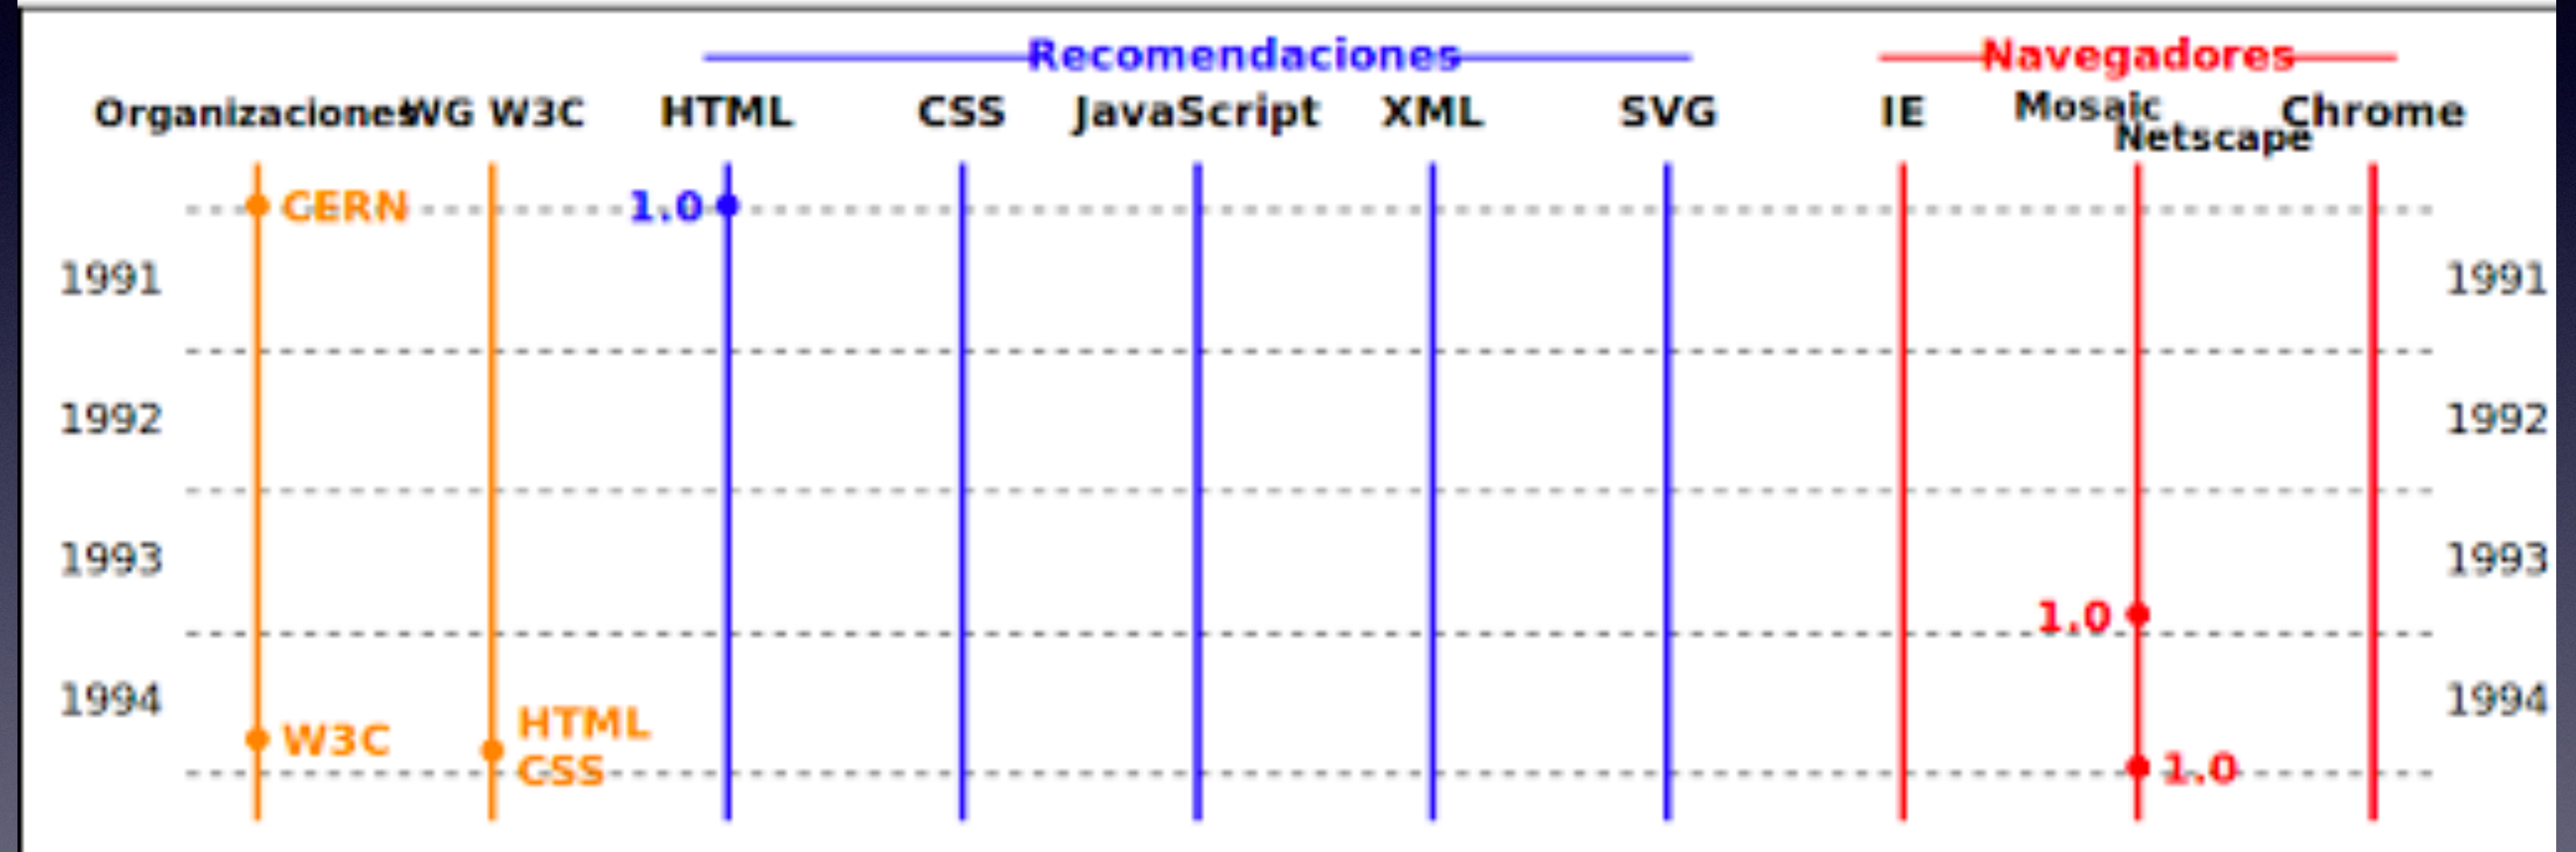 Recomendaciones Navegadores
Organizaciones WG W3C HTML CSS JavaScript XML SVG IE Mosaic Chrome
Netscape
CERN 1.0
1991 1991
1992 1992
1993 1993
1.0
1994 1994
HTML
W3C
CSS 1.0